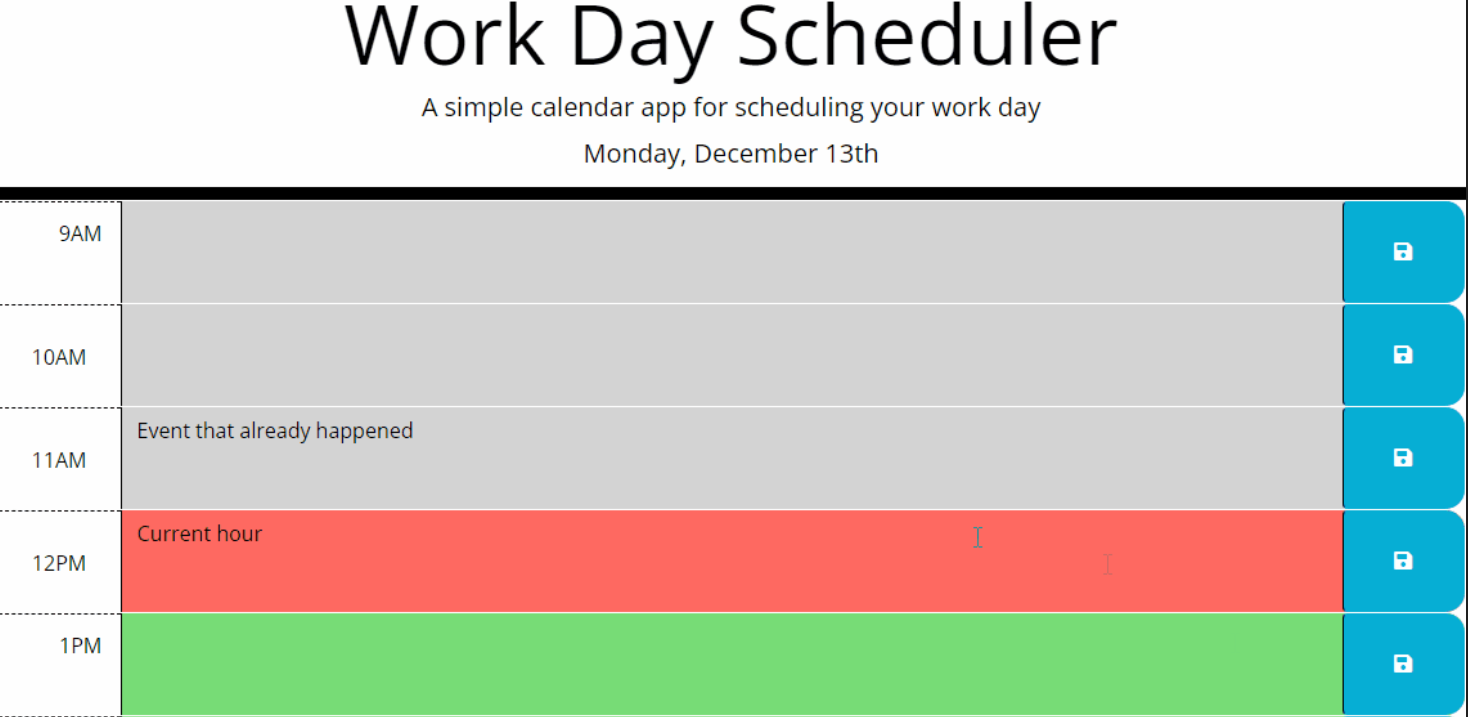 Work Day Scheduler
A simple calendar app for scheduling your work day
Monday, December 13th
9AM
10AM
11AM
Event that already happened
12PM
Current hour
1PM